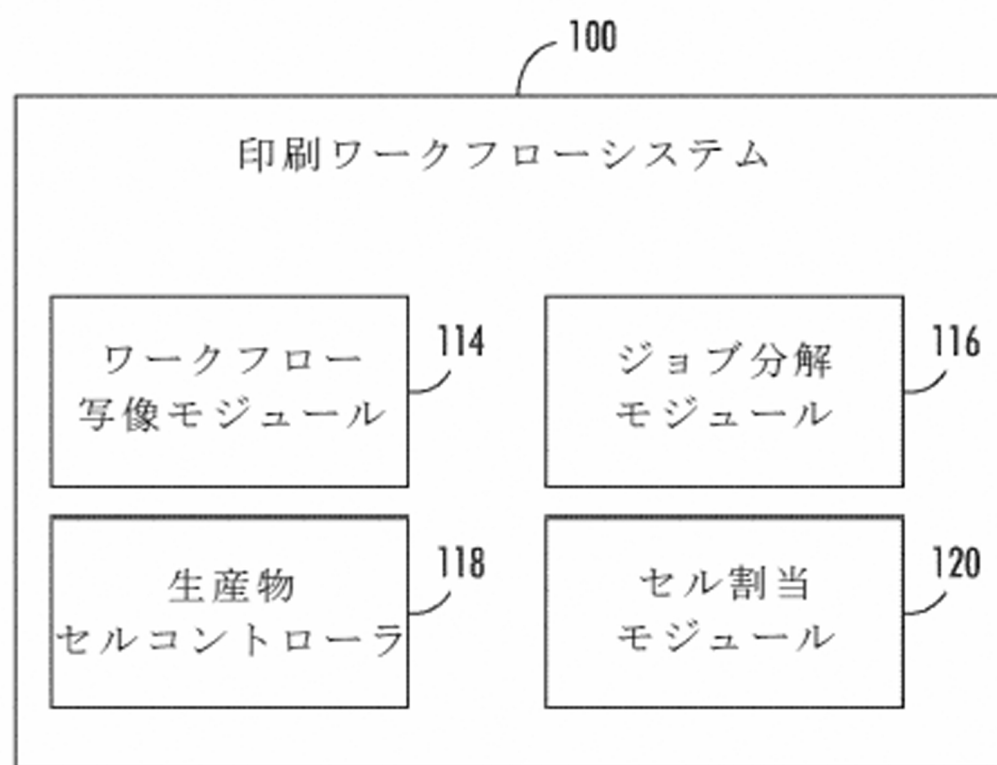 100
印刷ワークフローシステム
ワークフロー
写像モジュール
114
ジョブ分解
モジュール
116
生産物
セルコントローラ
118
セル割当
モジュール
120